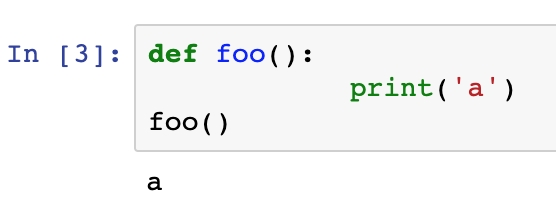 In [3]: def foo():
            print('a')
foo()
a